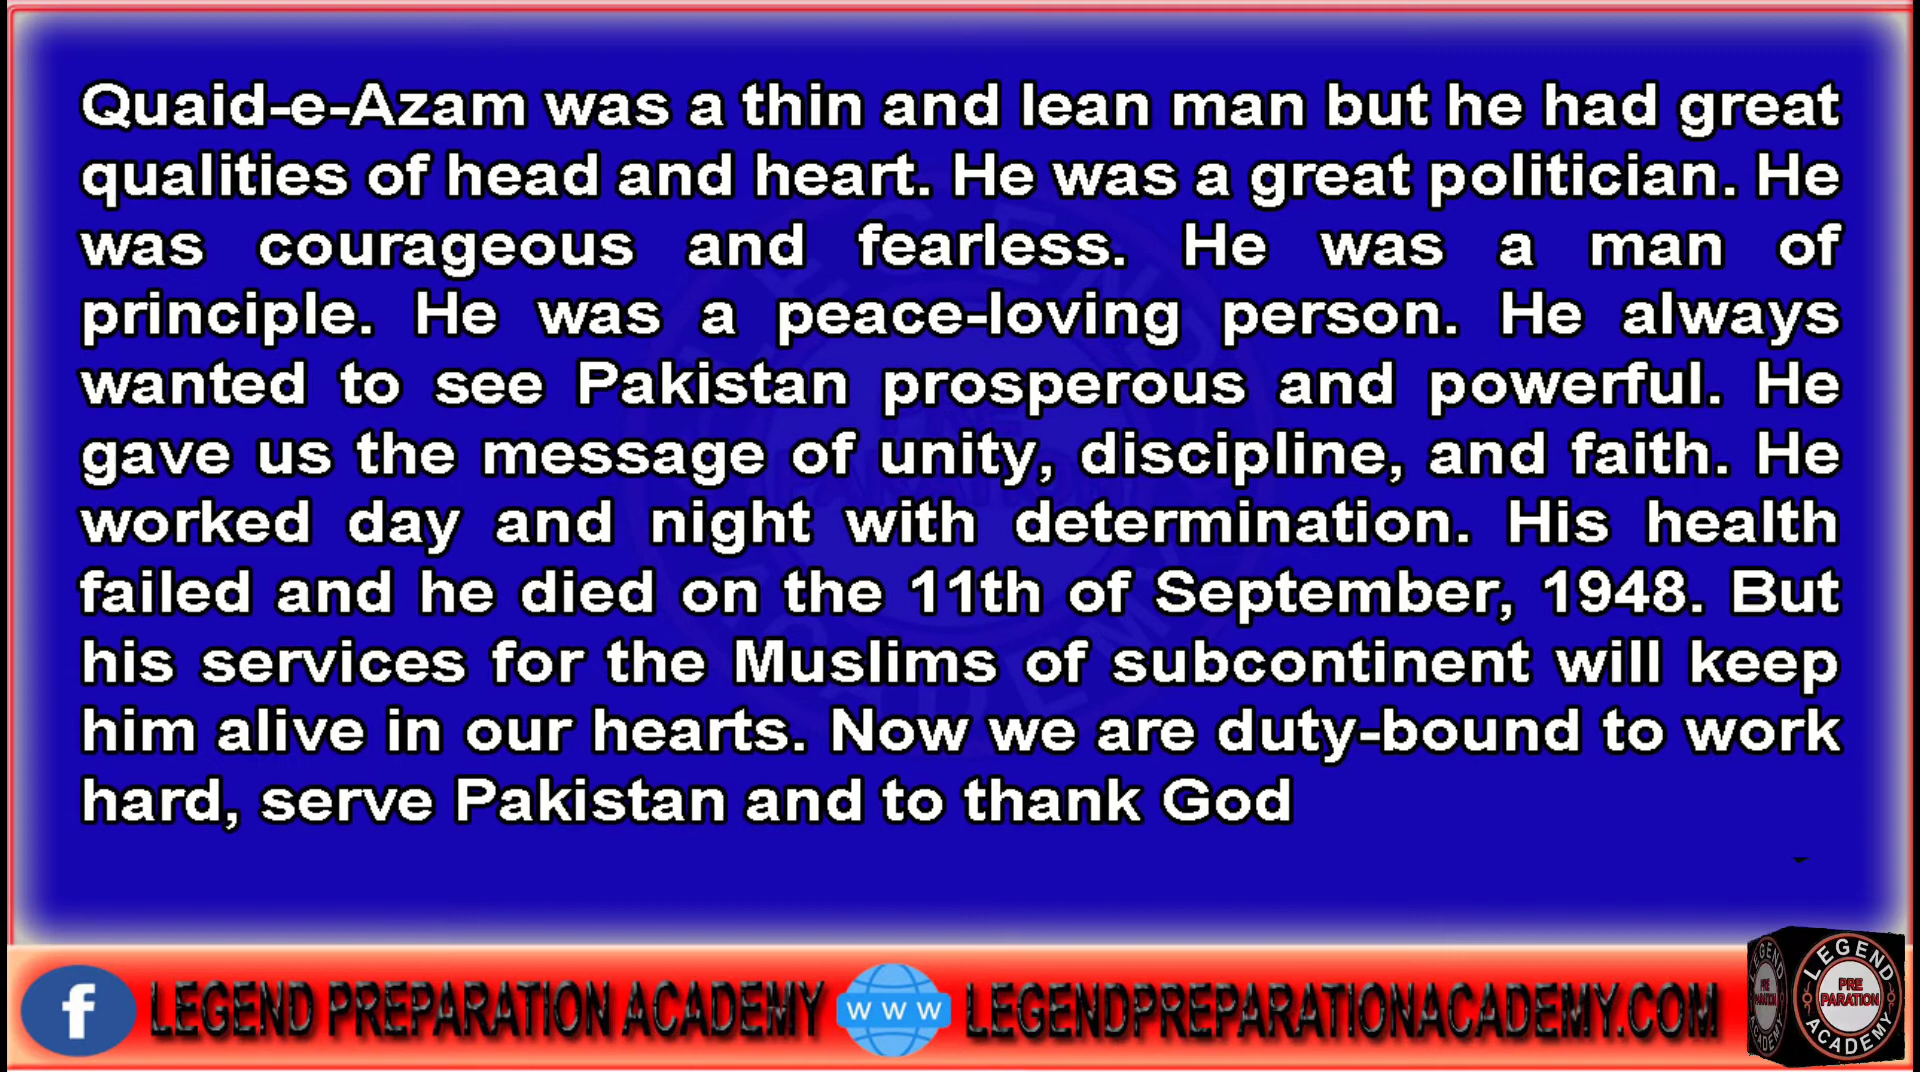 Quaid-e-Azam was a thin and lean man but he had great
qualities of head and heart. He was a great politician. He
was courageous and fearless. He was a man of
principle. He was a peace-loving person. He always
wanted to see Pakistan prosperous and powerful. He
gave us the message of unity, discipline, and faith. He
worked day and night with determination. His health
failed and he died on the 11th of September, 1948. But
his services for the Muslims of subcontinent will keep
him alive in our hearts. Now we are duty-bound to work
hard, serve Pakistan and to thank God
f LEGEND PREPARATION ACADEMY www LEGENDPREPARATIONACADEMY.COM
LEGEND
PRE
PARATION
ACADEMY